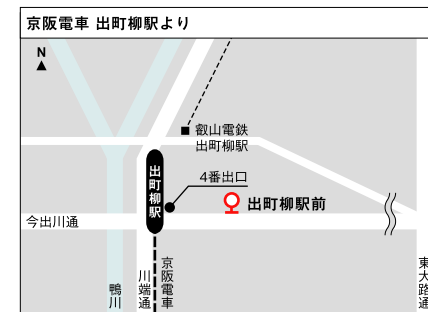 京阪電車 出町柳駅より
N
叡山電鉄
出町柳駅
出町柳駅
4番出口
出町柳駅前
今出川通
鴨川
川端通
京阪電車
東大路通